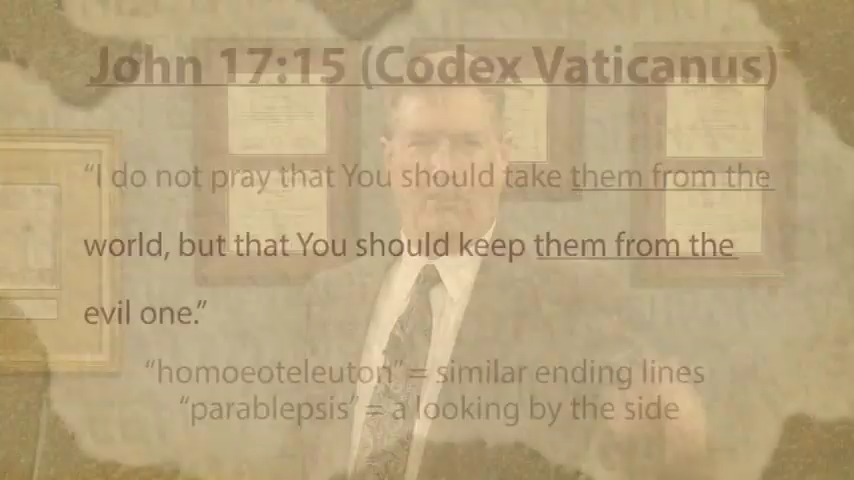 John 17:15 (Codex Vaticanus)
“I do not pray that You should take them from the
world, but that You should keep them from the
evil one.”
“homoeoteleuton” = similar ending lines
“parablepsis” = a looking by the side